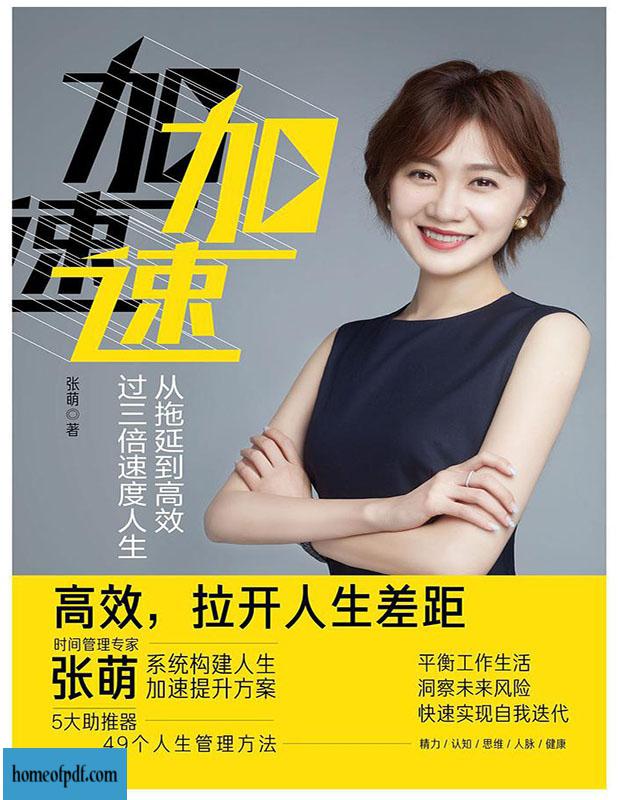 加速
加速
从拖延到高效
过三倍速度人生
张萌◎著
高效，拉开人生差距
时间管理专家
张萌
系统构建人生
加速提升方案
5大助推器
49个人生管理方法
平衡工作生活
洞察未来风险
快速实现自我迭代
精力/认知/思维/人脉/健康
homeofpdf.com